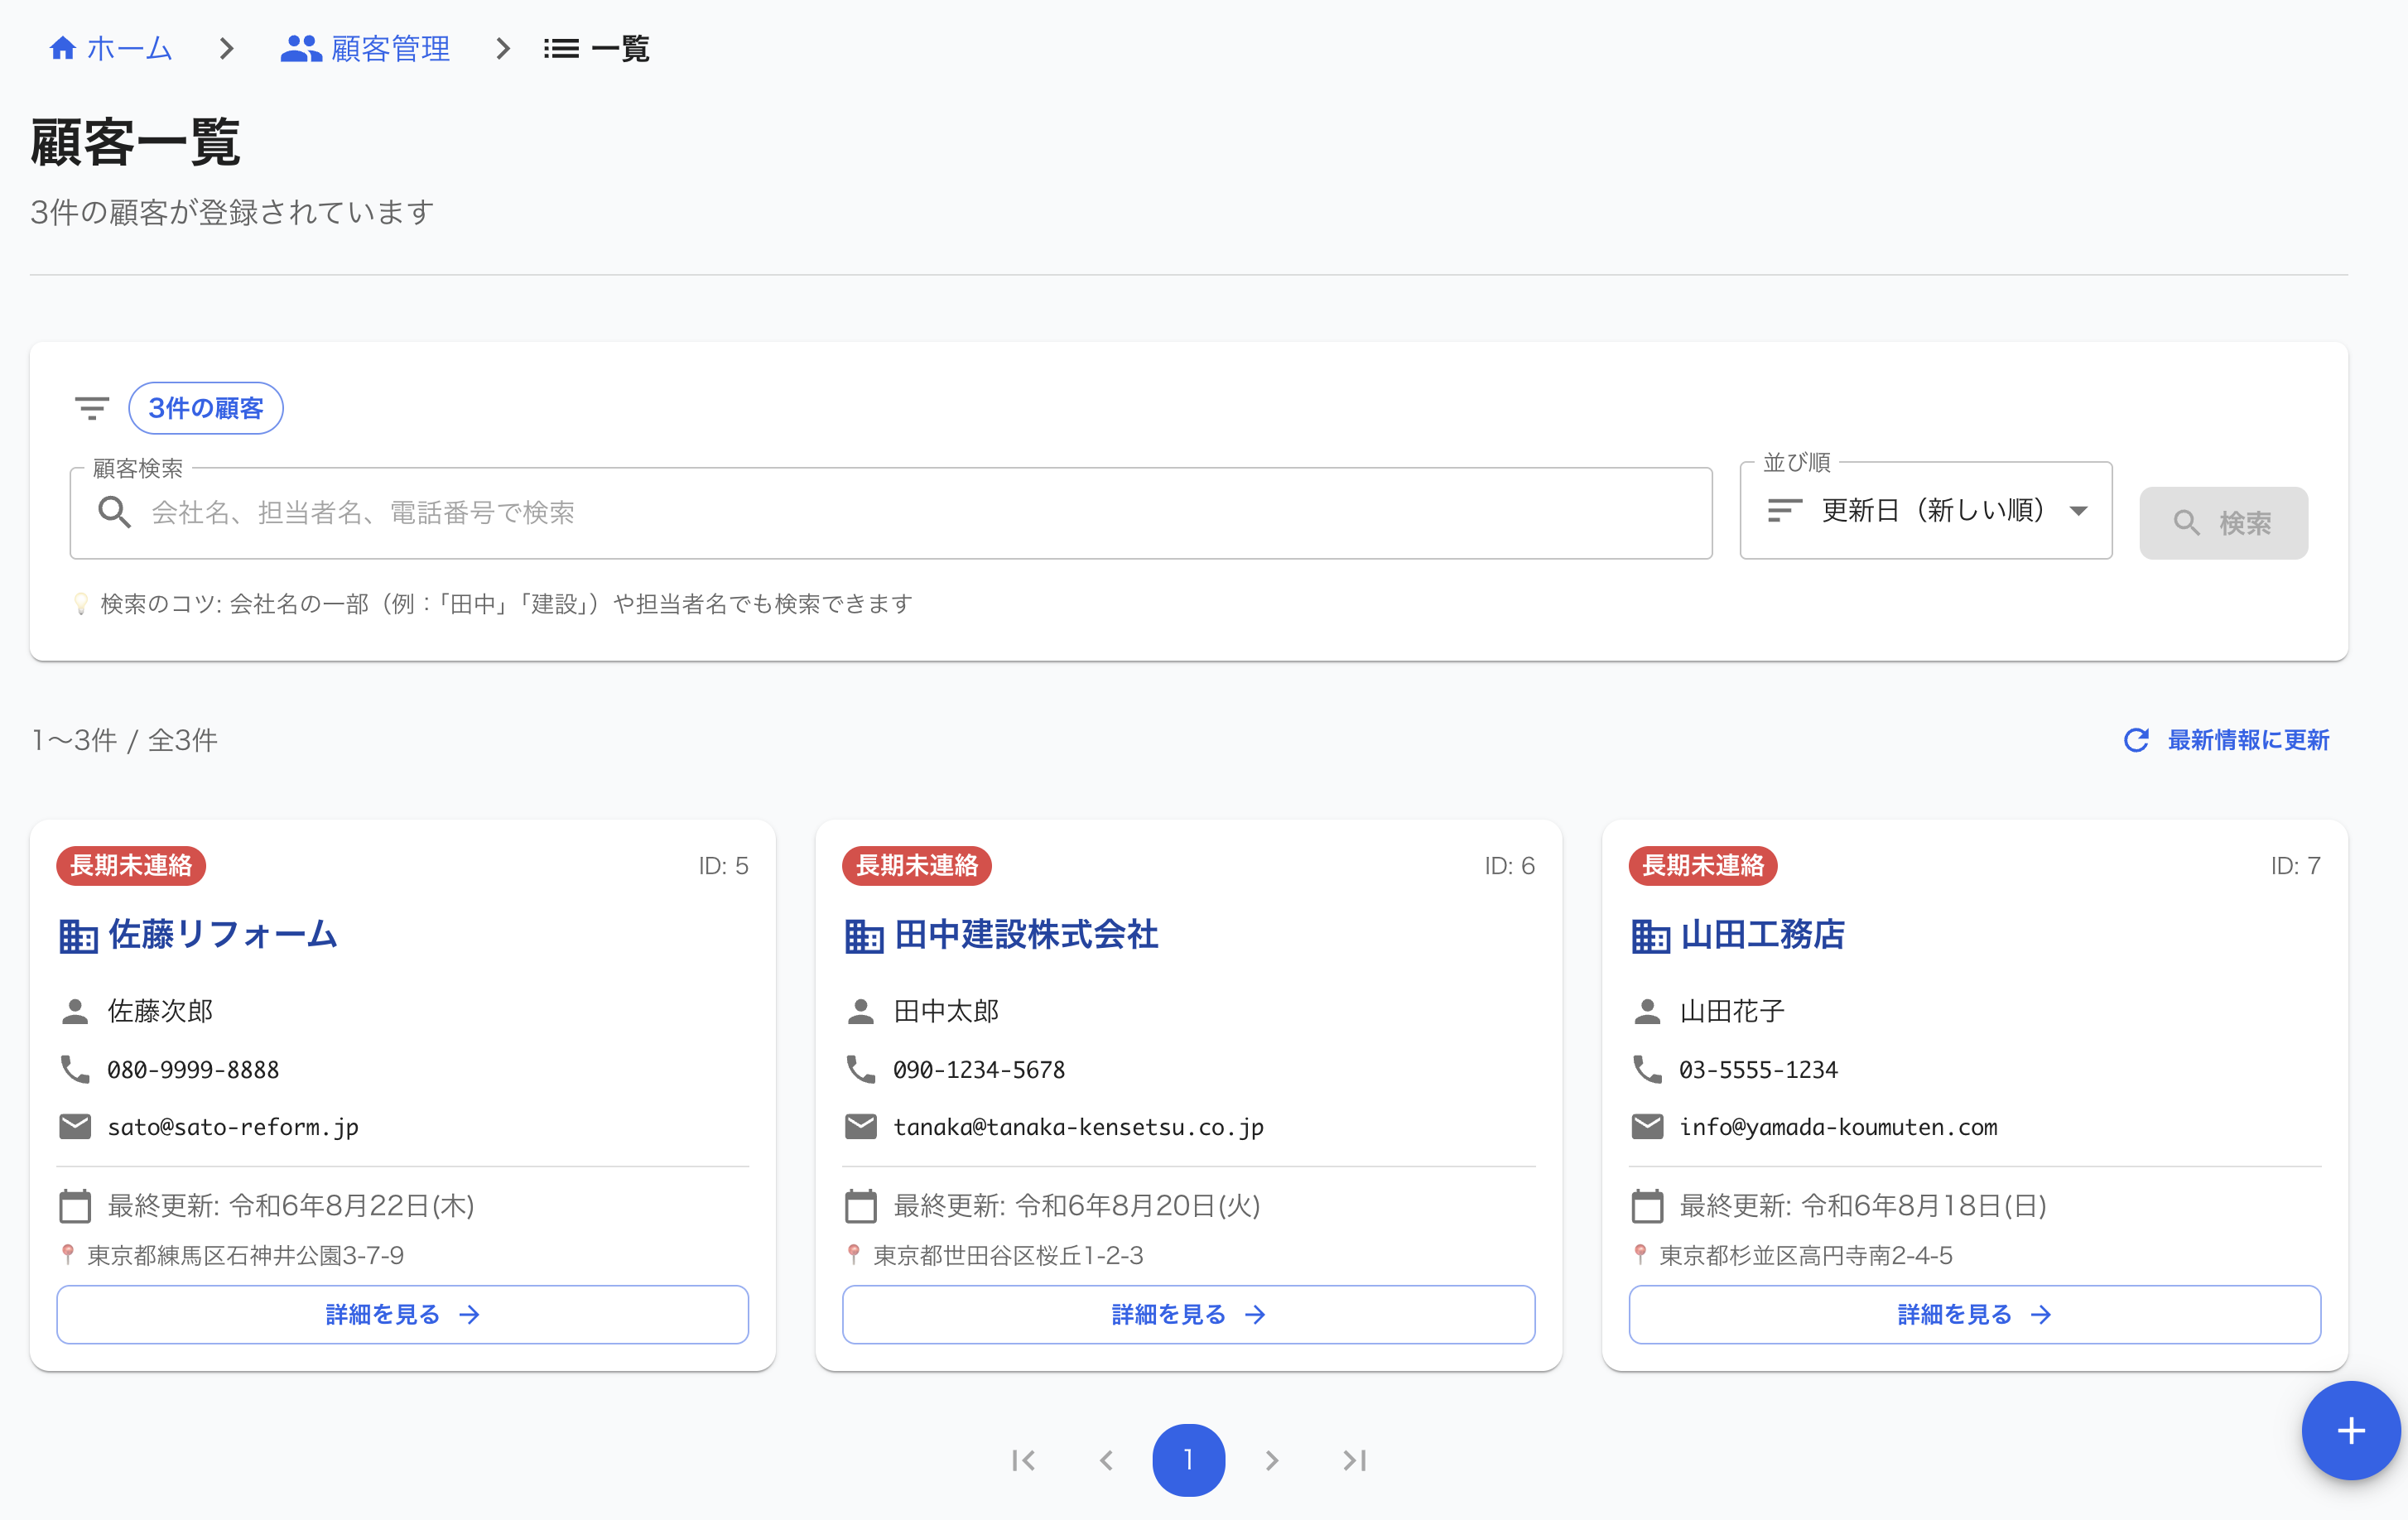 ホーム 顧客管理 一覧
顧客一覧
3件の顧客が登録されています
3件の顧客
顧客検索
会社名、担当者名、電話番号で検索
並び順
更新日（新しい順）
検索
検索のコツ: 会社名の一部（例：「田中」「建設」）や担当者名でも検索できます
1〜3件 / 全3件
最新情報に更新
長期未連絡 ID: 5
佐藤リフォーム
佐藤次郎
080-9999-8888
sato@sato-reform.jp
最終更新: 令和6年8月22日(木)
東京都練馬区石神井公園3-7-9
詳細を見る →
長期未連絡 ID: 6
田中建設株式会社
田中太郎
090-1234-5678
tanaka@tanaka-kensetsu.co.jp
最終更新: 令和6年8月20日(火)
東京都世田谷区桜丘1-2-3
詳細を見る →
長期未連絡 ID: 7
山田工務店
山田花子
03-5555-1234
info@yamada-koumuten.com
最終更新: 令和6年8月18日(日)
東京都杉並区高円寺南2-4-5
詳細を見る →
1